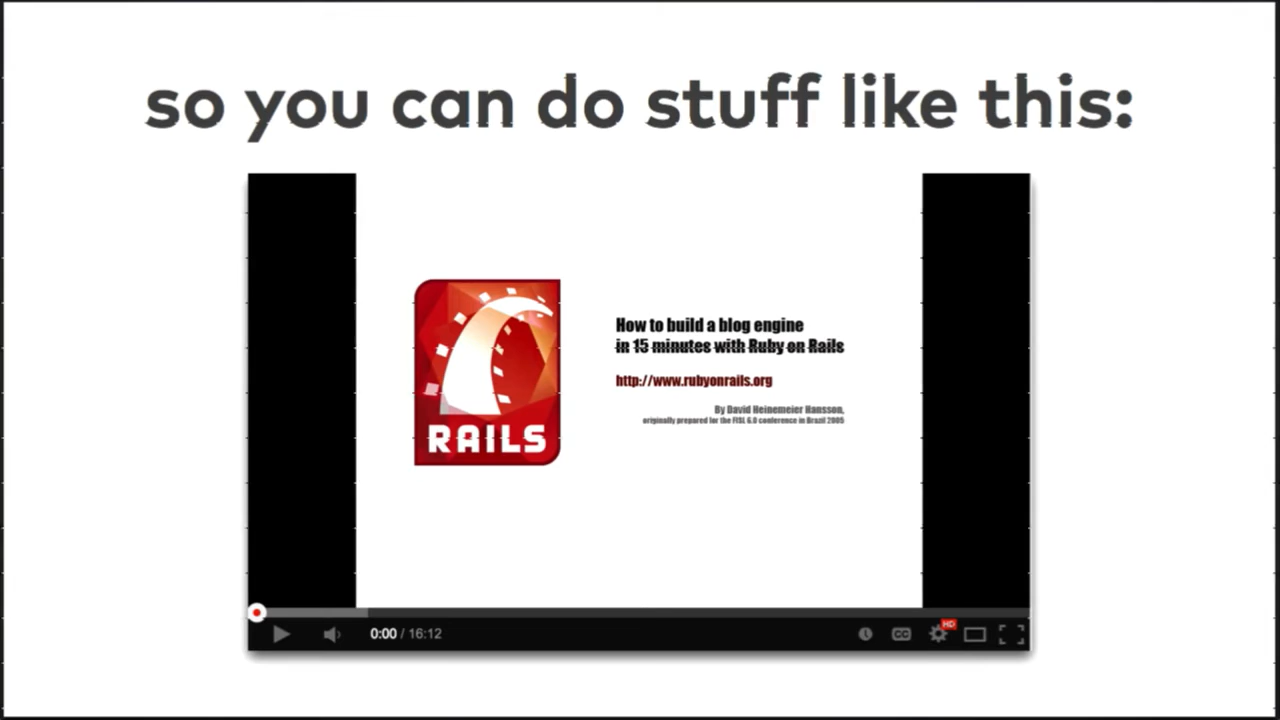 so you can do stuff like this:
RAILS
How to build a blog engine
in 15 minutes with Ruby on Rails
http://www.rubyonrails.org
By David Heinemeier Hansson,
originally prepared for the FISL 6.0 conference in Brazil 2005
0:00 / 16:12
CC
HD